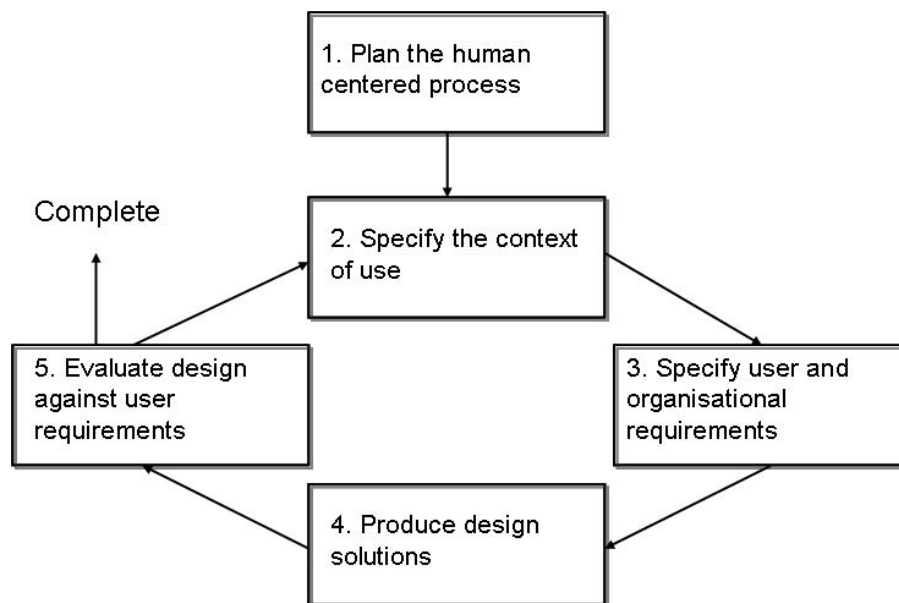 1. Plan the human
centered process
Complete
2. Specify the context
of use
3. Specify user and
organisational
requirements
4. Produce design
solutions
5. Evaluate design
against user
requirements